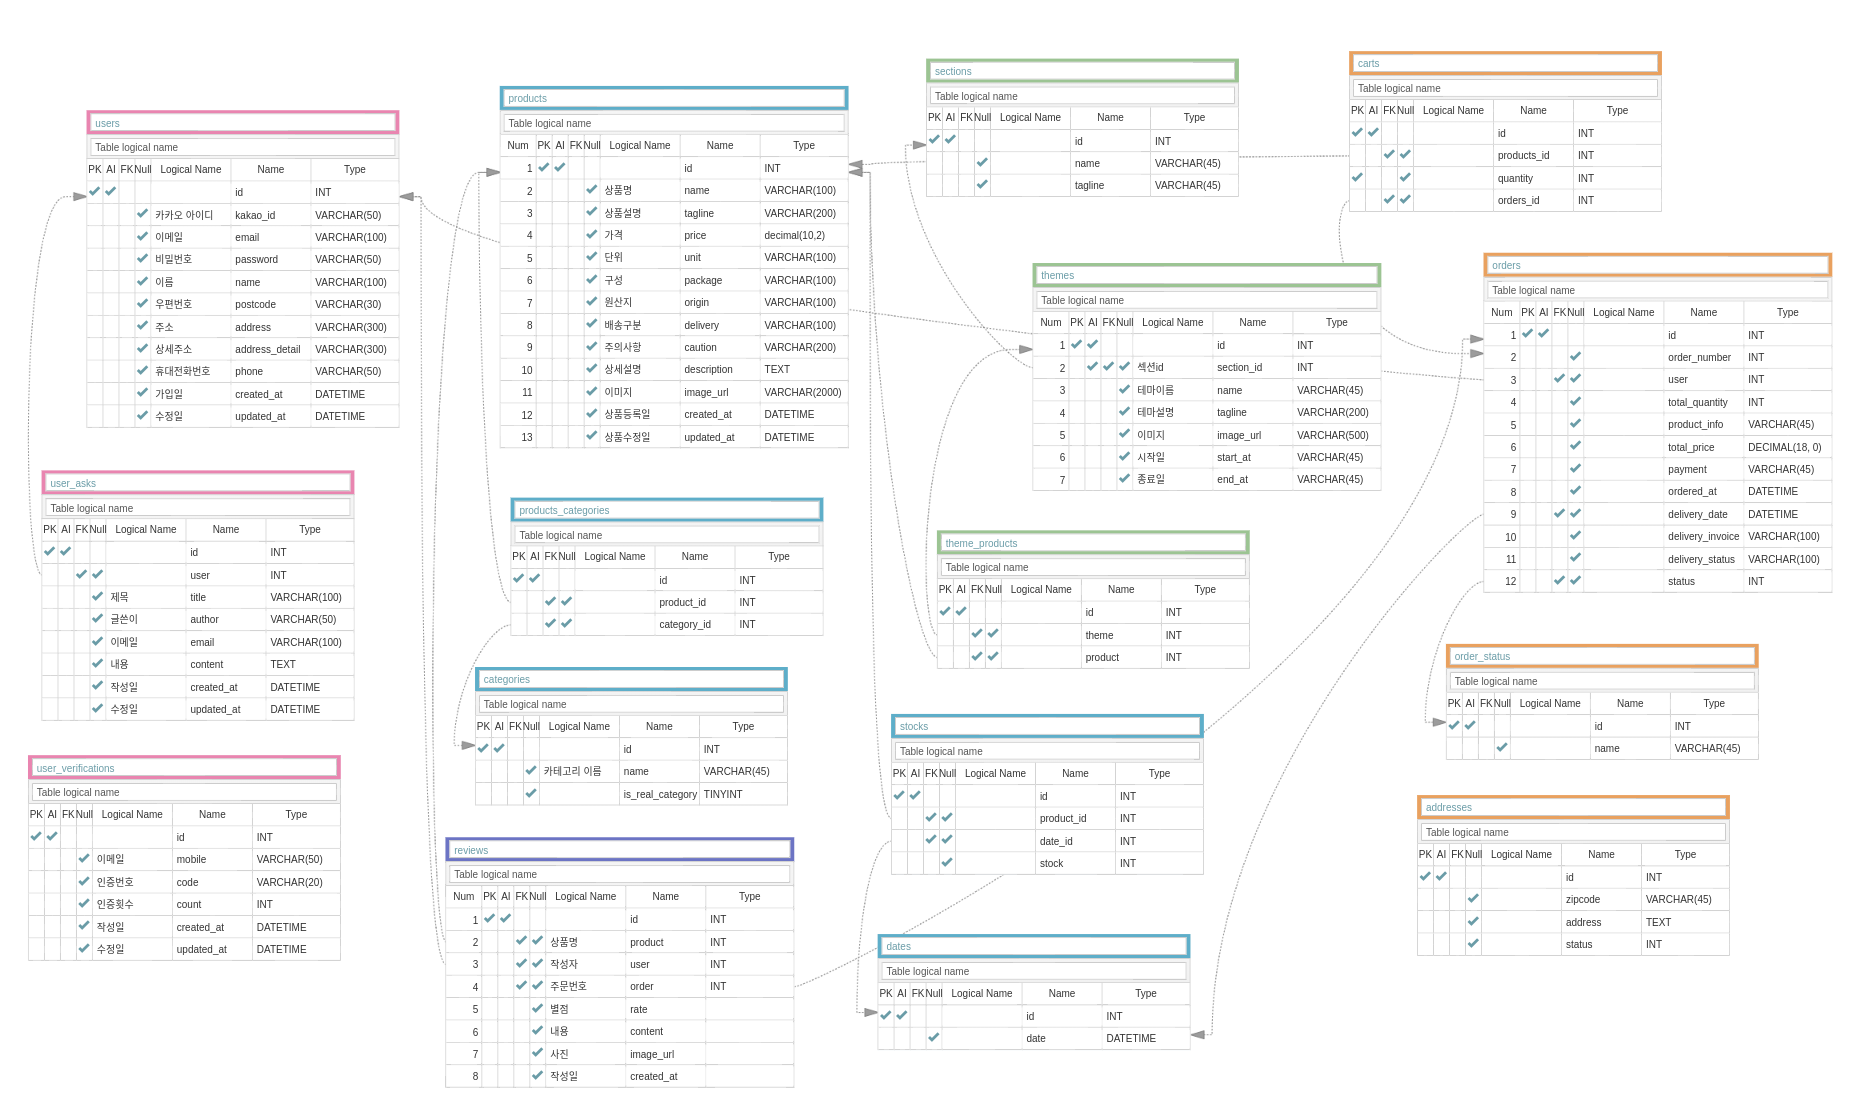 users
Table logical name
PK AI FK Null Logical Name Name Type
id INT
카카오 아이디 kakao_id VARCHAR(50)
이메일 email VARCHAR(100)
비밀번호 password VARCHAR(50)
이름 name VARCHAR(100)
우편번호 postcode VARCHAR(30)
주소 address VARCHAR(300)
상세주소 address_detail VARCHAR(300)
휴대전화번호 phone VARCHAR(50)
가입일 created_at DATETIME
수정일 updated_at DATETIME
user_asks
Table logical name
PK AI FK Null Logical Name Name Type
id INT
user INT
제목 title VARCHAR(100)
글쓴이 author VARCHAR(50)
이메일 email VARCHAR(100)
내용 content TEXT
작성일 created_at DATETIME
수정일 updated_at DATETIME
user_verifications
Table logical name
PK AI FK Null Logical Name Name Type
id INT
이메일 mobile VARCHAR(50)
인증번호 code VARCHAR(20)
인증횟수 count INT
작성일 created_at DATETIME
수정일 updated_at DATETIME
products
Table logical name
Num PK AI FK Null Logical Name Name Type
1 id INT
2 상품명 name VARCHAR(100)
3 상품설명 tagline VARCHAR(200)
4 가격 price decimal(10,2)
5 단위 unit VARCHAR(100)
6 구성 package VARCHAR(100)
7 원산지 origin VARCHAR(100)
8 배송구분 delivery VARCHAR(100)
9 주의사항 caution VARCHAR(200)
10 상세설명 description TEXT
11 이미지 image_url VARCHAR(2000)
12 상품등록일 created_at DATETIME
13 상품수정일 updated_at DATETIME
products_categories
Table logical name
PK AI FK Null Logical Name Name Type
id INT
product_id INT
category_id INT
categories
Table logical name
PK AI FK Null Logical Name Name Type
id INT
카테고리 이름 name VARCHAR(45)
is_real_category TINYINT
reviews
Table logical name
Num PK AI FK Null Logical Name Name Type
1 id INT
2 상품명 product INT
3 작성자 user INT
4 주문번호 order INT
5 별점 rate
6 내용 content
7 사진 image_url
8 작성일 created_at
sections
Table logical name
PK AI FK Null Logical Name Name Type
id INT
name VARCHAR(45)
tagline VARCHAR(45)
themes
Table logical name
Num PK AI FK Null Logical Name Name Type
1 id INT
2 섹션id section_id INT
3 테마이름 name VARCHAR(45)
4 테마설명 tagline VARCHAR(200)
5 이미지 image_url VARCHAR(500)
6 시작일 start_at VARCHAR(45)
7 종료일 end_at VARCHAR(45)
theme_products
Table logical name
PK AI FK Null Logical Name Name Type
id INT
theme INT
product INT
stocks
Table logical name
PK AI FK Null Logical Name Name Type
id INT
product_id INT
date_id INT
stock INT
dates
Table logical name
PK AI FK Null Logical Name Name Type
id INT
date DATETIME
carts
Table logical name
PK AI FK Null Logical Name Name Type
id INT
products_id INT
quantity INT
orders_id INT
orders
Table logical name
Num PK AI FK Null Logical Name Name Type
1 id INT
2 order_number INT
3 user INT
4 total_quantity INT
5 product_info VARCHAR(45)
6 total_price DECIMAL(18, 0)
7 payment VARCHAR(45)
8 ordered_at DATETIME
9 delivery_date DATETIME
10 delivery_invoice VARCHAR(100)
11 delivery_status VARCHAR(100)
12 status INT
order_status
Table logical name
PK AI FK Null Logical Name Name Type
id INT
name VARCHAR(45)
addresses
Table logical name
PK AI FK Null Logical Name Name Type
id INT
zipcode VARCHAR(45)
address TEXT
status INT